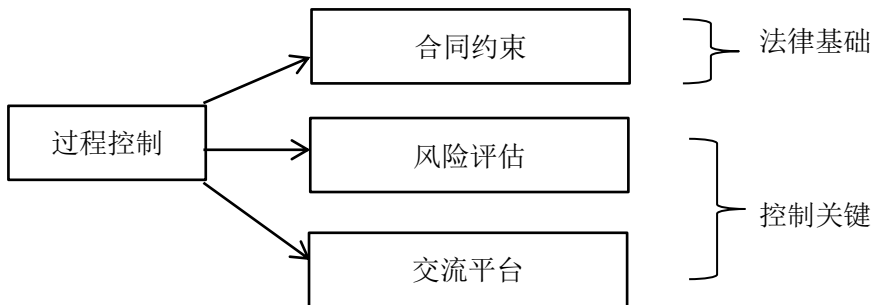 合同约束
法律基础
过程控制
风险评估
控制关键
交流平台